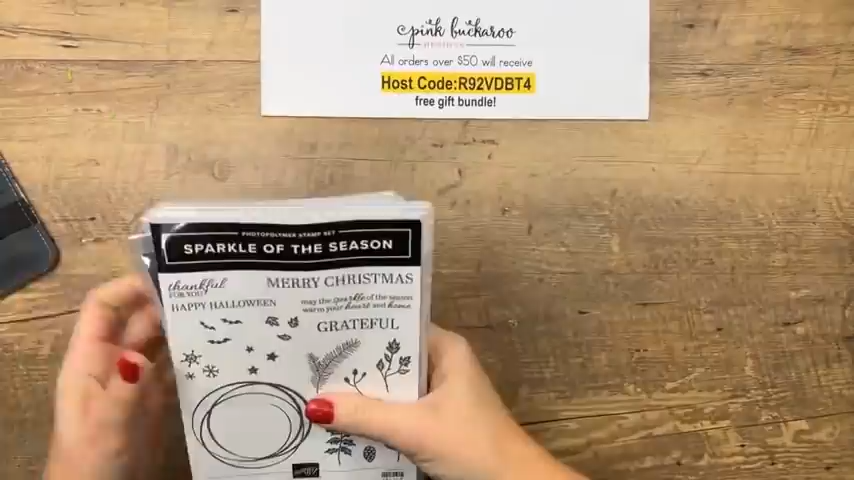 pink buckaroo
DESIGNS
All orders over $50 will receive
Host Code:R92VDBT4
free gift bundle!
PHOTOPOLYMER STAMP SET
SPARKLE OF THE SEASON
thankful
FOR YOU
MERRY CHRISTMAS
HAPPY HALLOWEEN
may the sparkle of the season
warm your heart and home
GRATEFUL